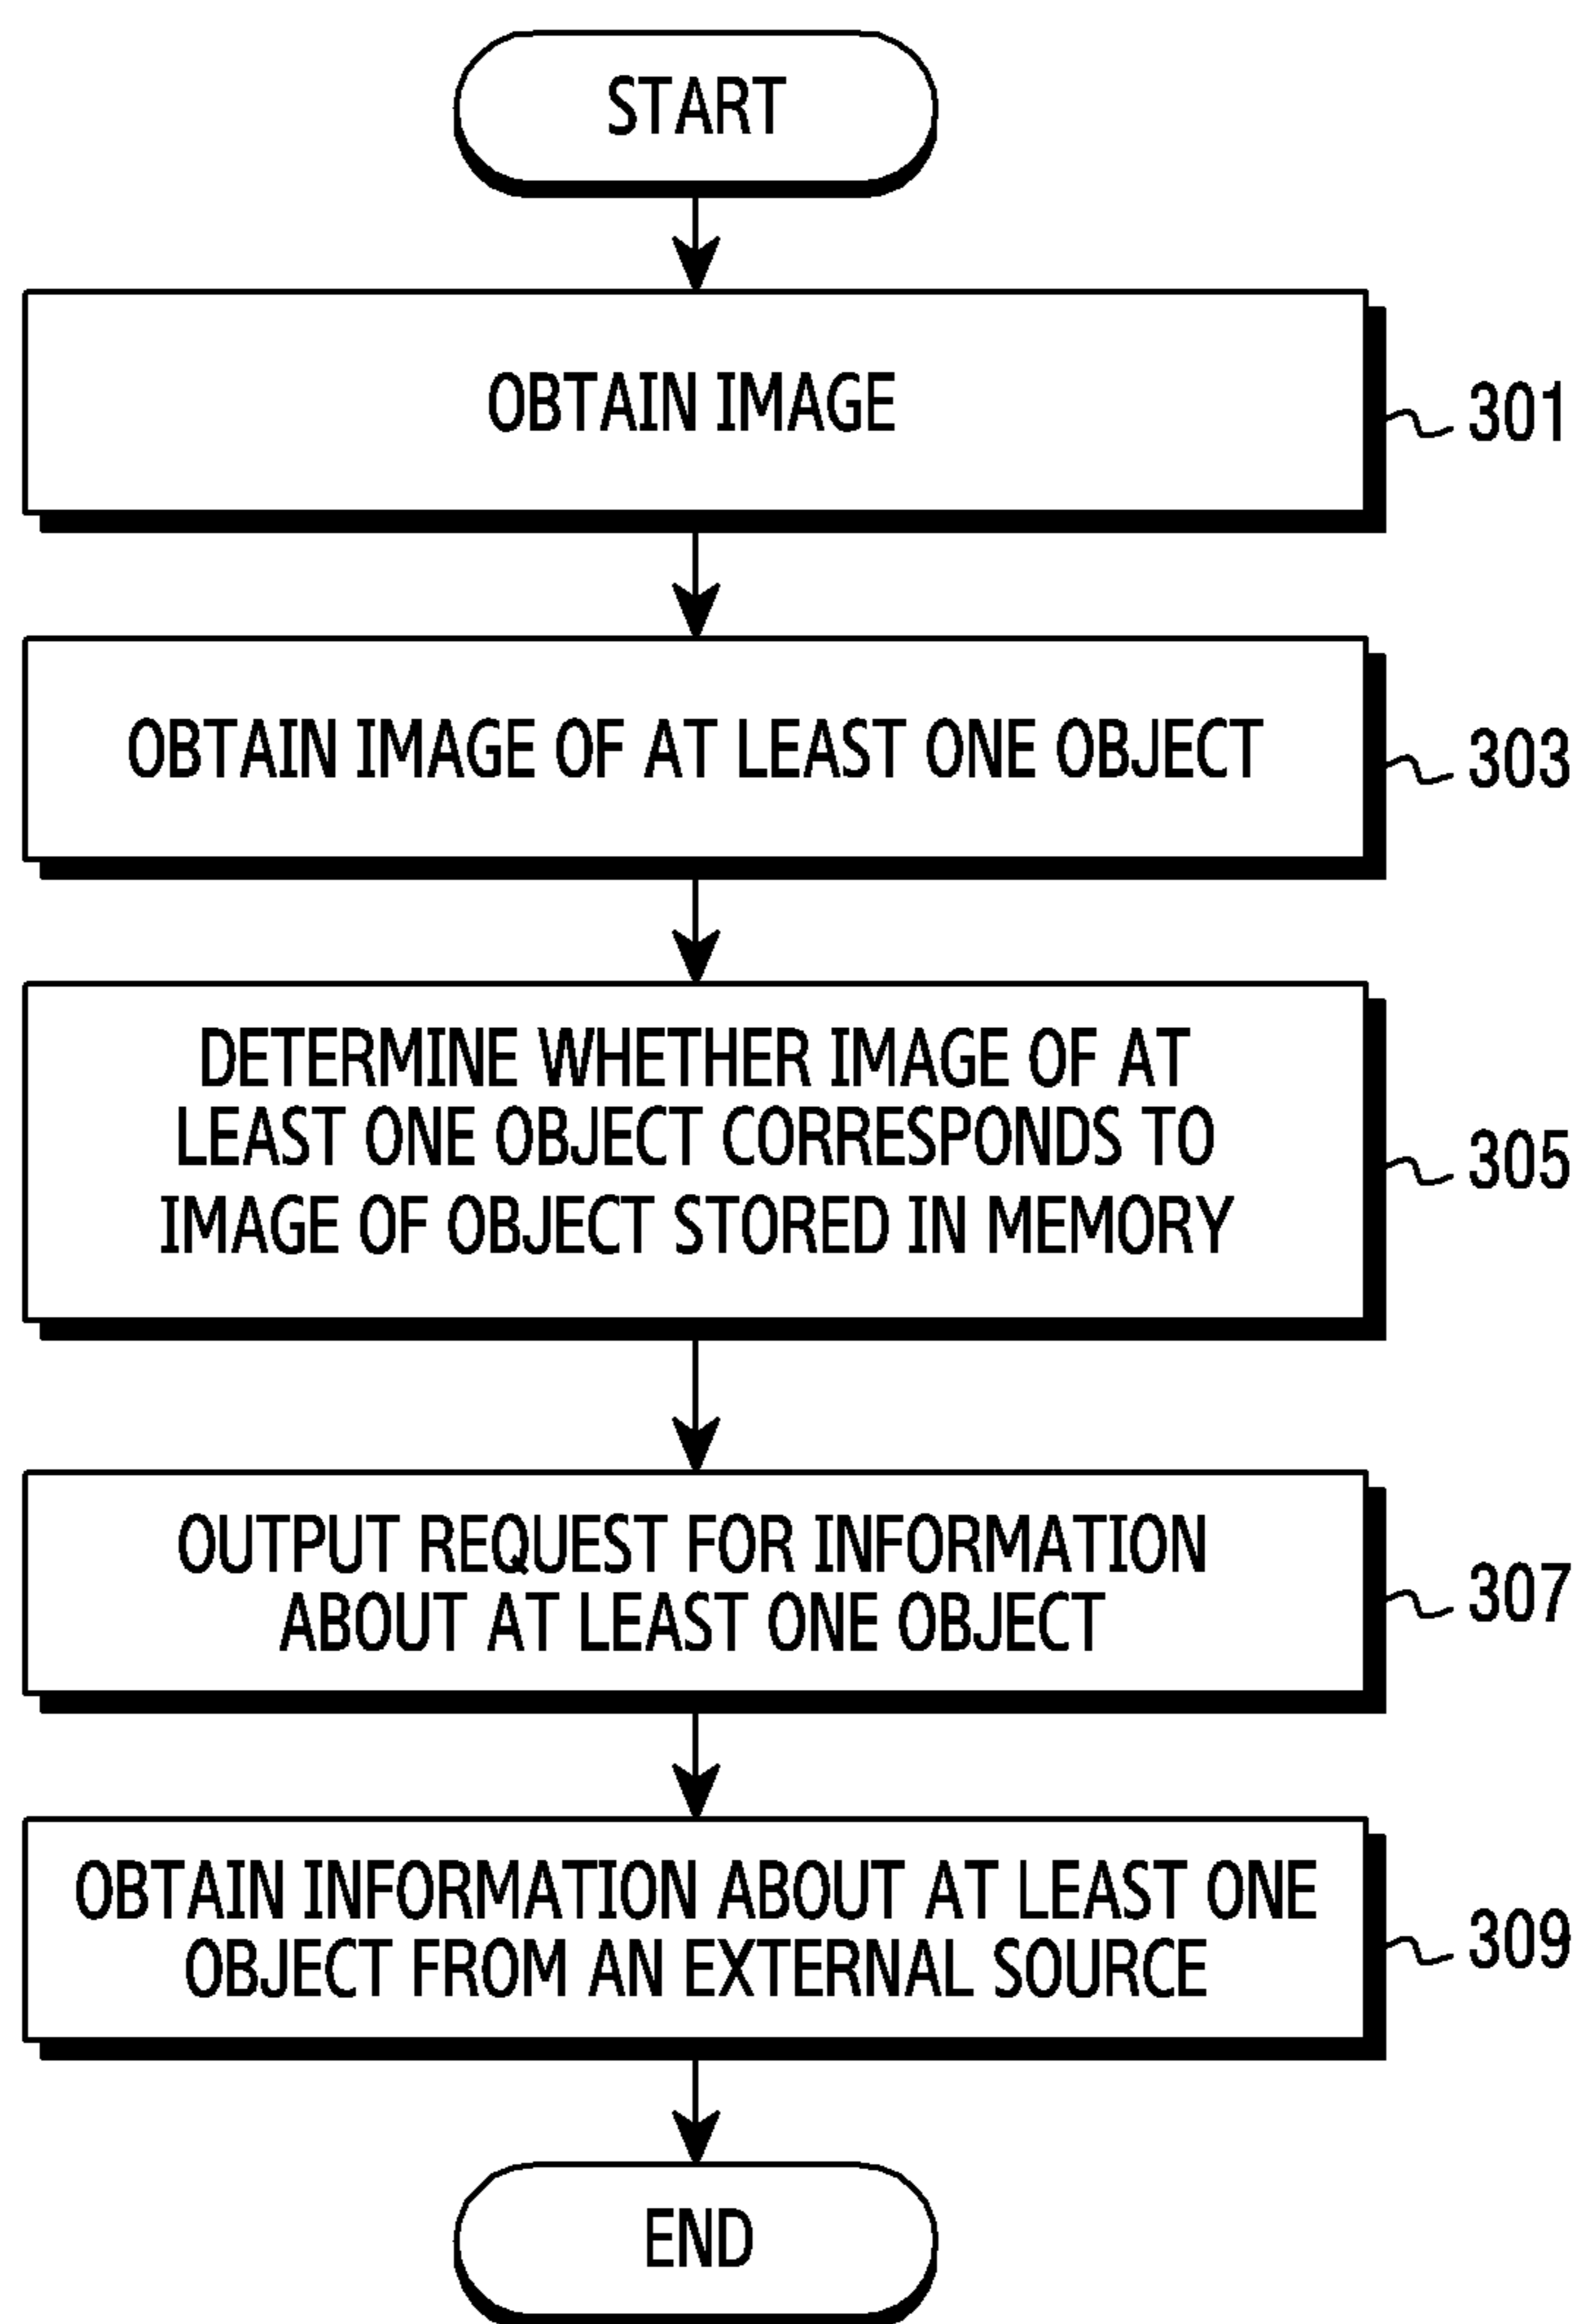 START
OBTAIN IMAGE
301
OBTAIN IMAGE OF AT LEAST ONE OBJECT
303
DETERMINE WHETHER IMAGE OF AT
LEAST ONE OBJECT CORRESPONDS TO
IMAGE OF OBJECT STORED IN MEMORY
305
OUTPUT REQUEST FOR INFORMATION
ABOUT AT LEAST ONE OBJECT
307
OBTAIN INFORMATION ABOUT AT LEAST ONE
OBJECT FROM AN EXTERNAL SOURCE
309
END